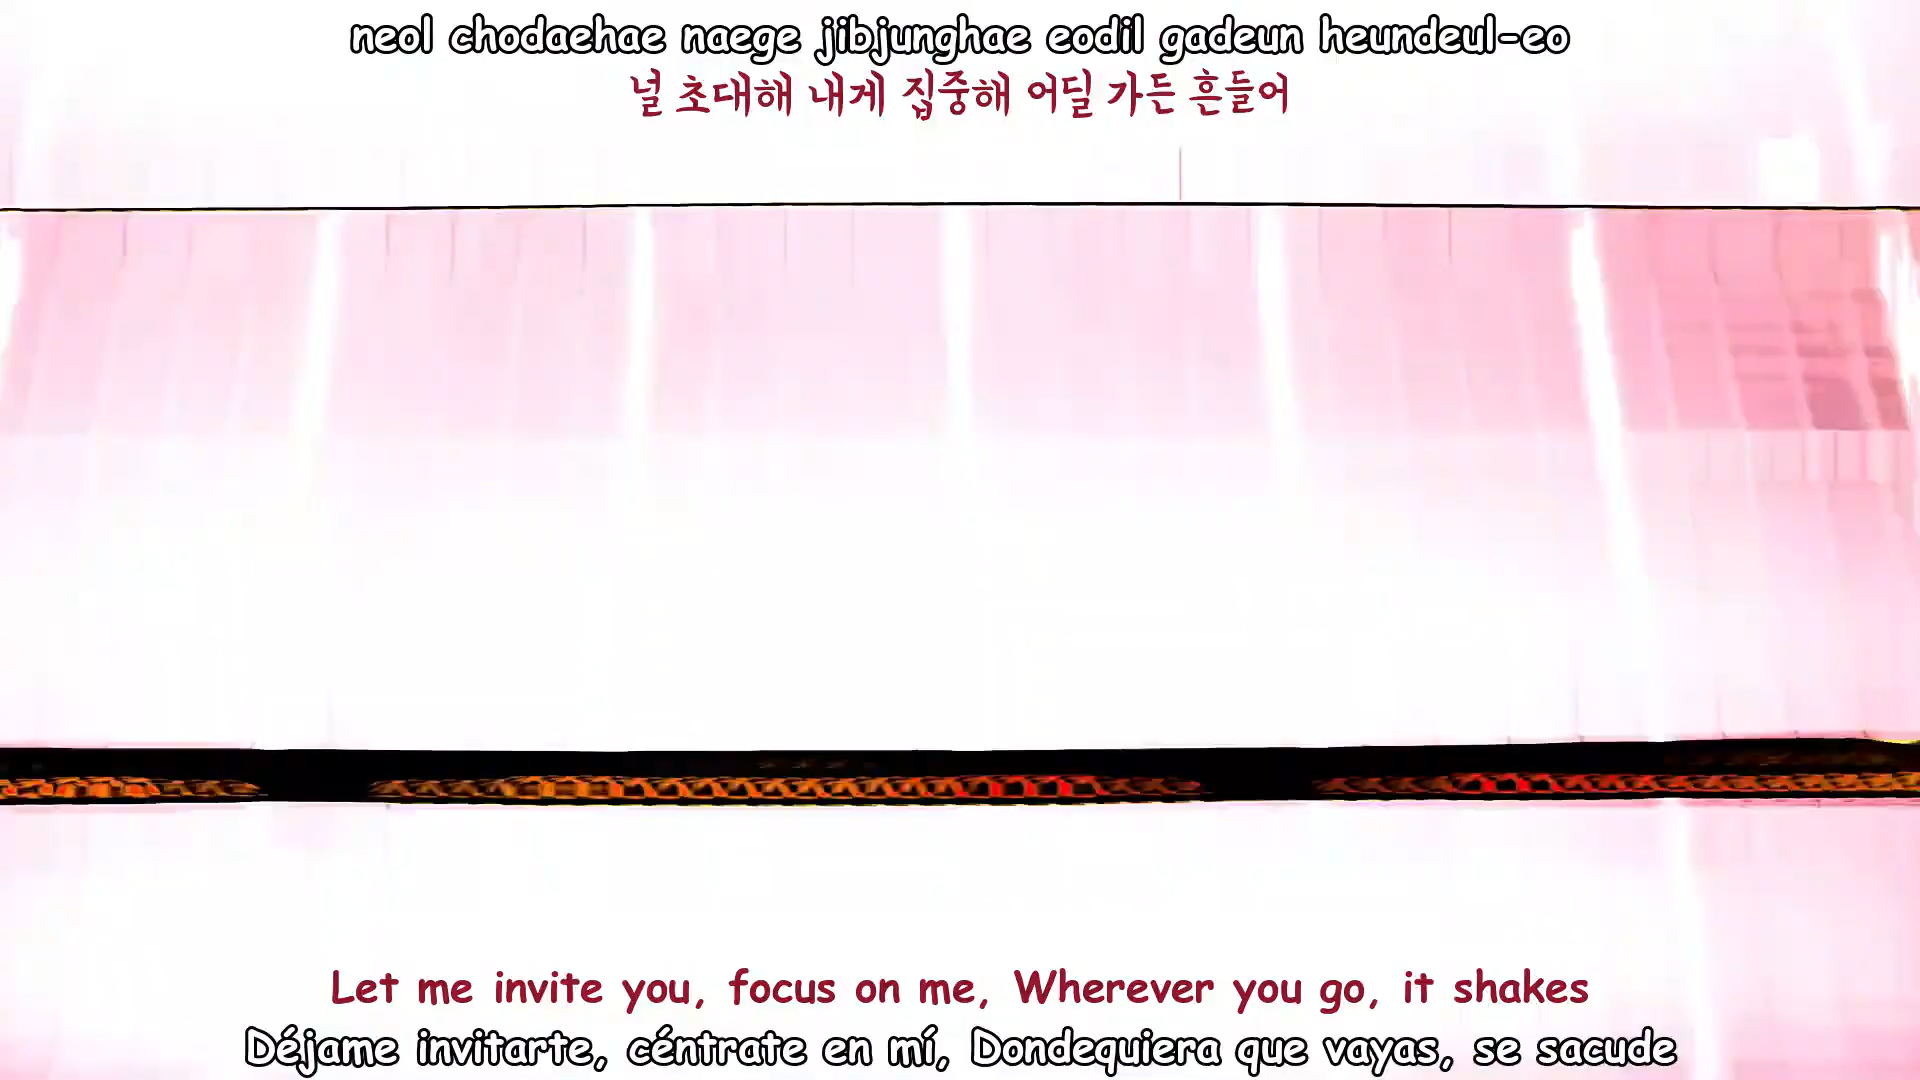 neol chodaehae naege jibjunghae eodil gadeun heundeul-eo
널 초대해 내게 집중해 어딜 가든 흔들어
Let me invite you, focus on me, Wherever you go, it shakes
Déjame invitarte, céntrate en mí, Dondequiera que vayas, se sacude